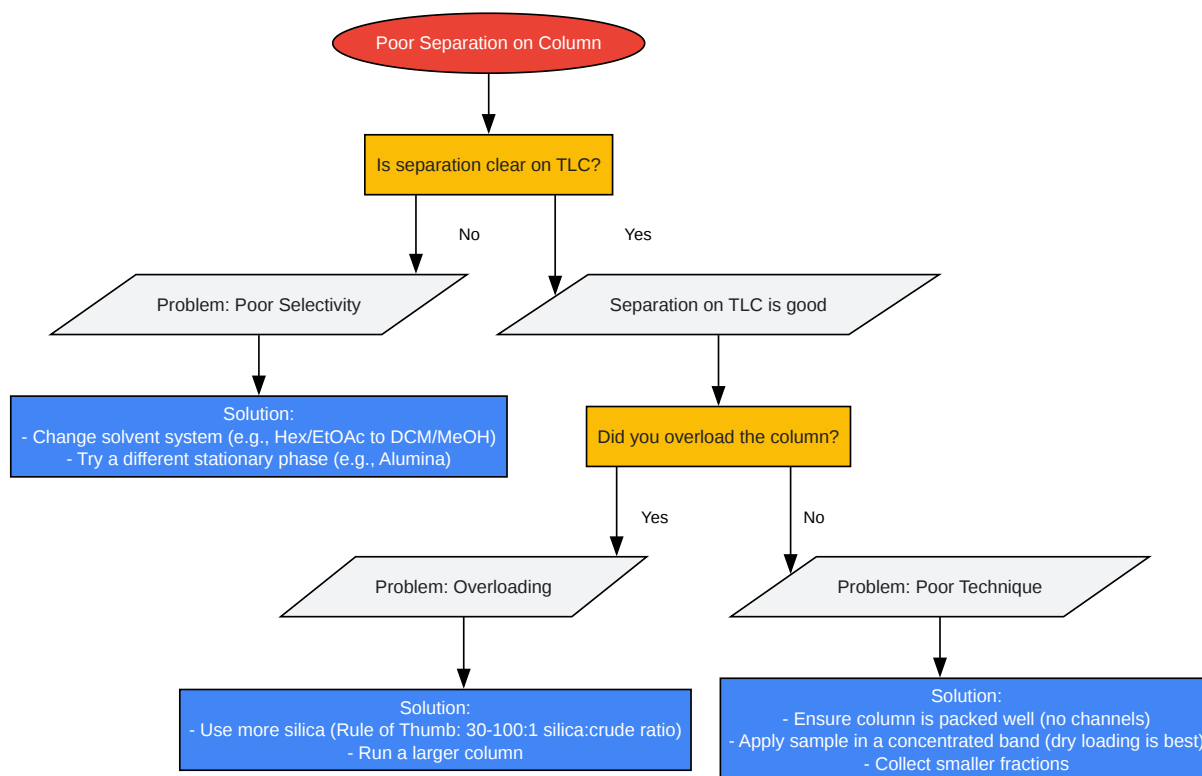 Poor Separation on Column
Is separation clear on TLC?
No
Yes
Problem: Poor Selectivity
Separation on TLC is good
Solution:
- Change solvent system (e.g., Hex/EtOAc to DCM/MeOH)
- Try a different stationary phase (e.g., Alumina)
Did you overload the column?
Yes
No
Problem: Overloading
Problem: Poor Technique
Solution:
- Use more silica (Rule of Thumb: 30-100:1 silica:crude ratio)
- Run a larger column
Solution:
- Ensure column is packed well (no channels)
- Apply sample in a concentrated band (dry loading is best)
- Collect smaller fractions